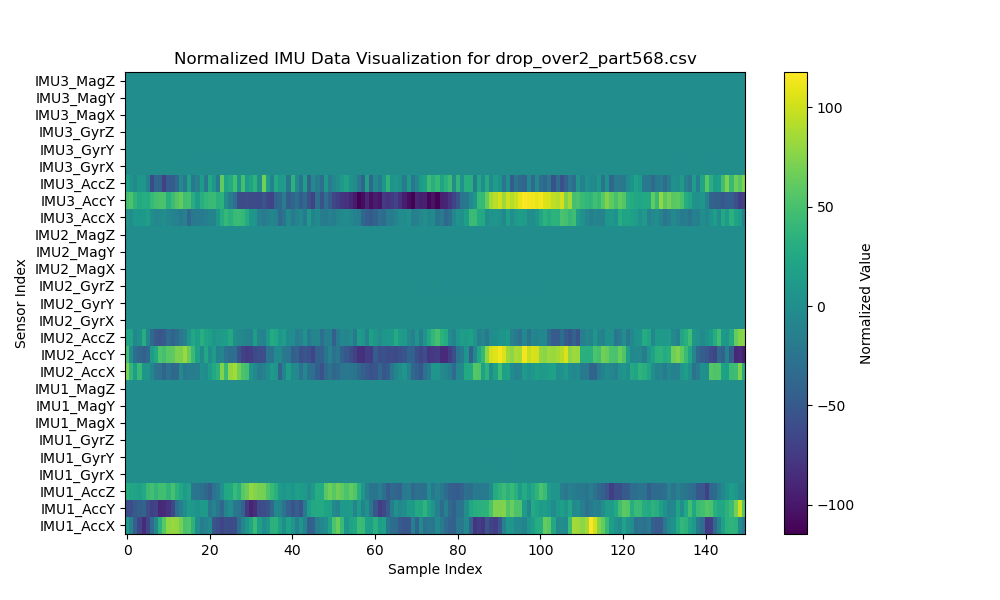 Normalized IMU Data Visualization for drop_over2_part568.csv
IMU3_MagZ
IMU3_MagY
IMU3_MagX
IMU3_GyrZ
IMU3_GyrY
IMU3_GyrX
IMU3_AccZ
IMU3_AccY
IMU3_AccX
IMU2_MagZ
IMU2_MagY
IMU2_MagX
IMU2_GyrZ
IMU2_GyrY
IMU2_GyrX
IMU2_AccZ
IMU2_AccY
IMU2_AccX
IMU1_MagZ
IMU1_MagY
IMU1_MagX
IMU1_GyrZ
IMU1_GyrY
IMU1_GyrX
IMU1_AccZ
IMU1_AccY
IMU1_AccX
Sensor Index
0 20 40 60 80 100 120 140
Sample Index
100
50
0
−50
−100
Normalized Value